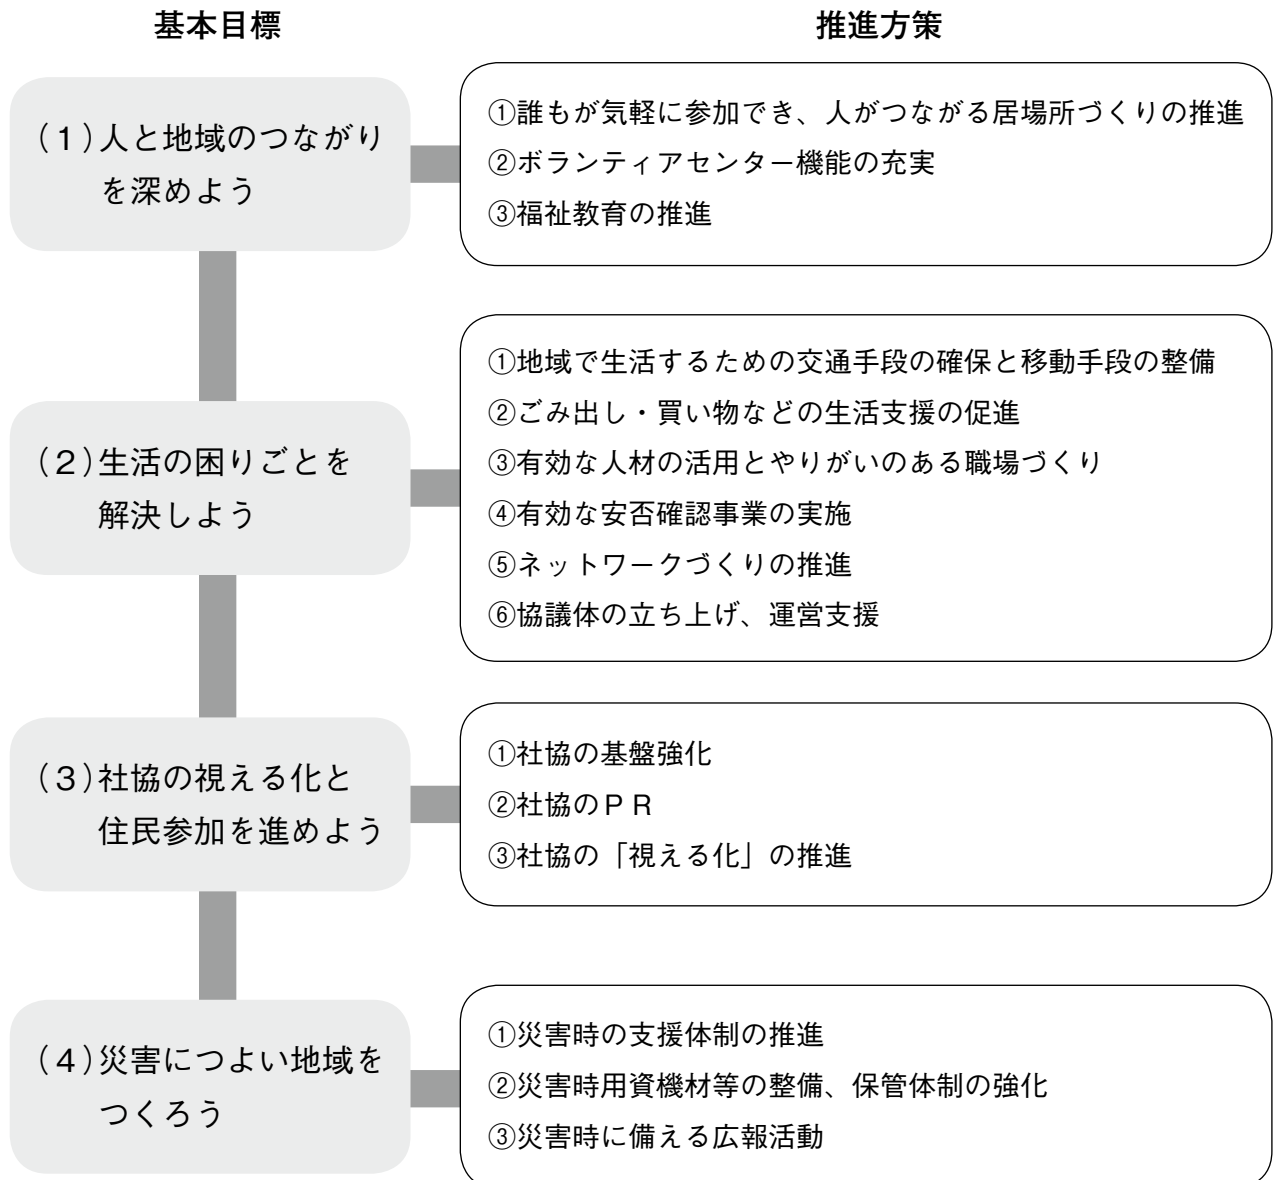 基本目標
推進方策
（１）人と地域のつながり
を深めよう
①誰もが気軽に参加でき、人がつながる居場所づくりの推進
②ボランティアセンター機能の充実
③福祉教育の推進
（２）生活の困りごとを
解決しよう
①地域で生活するための交通手段の確保と移動手段の整備
②ごみ出し・買い物などの生活支援の促進
③有効な人材の活用とやりがいのある職場づくり
④有効な安否確認事業の実施
⑤ネットワークづくりの推進
⑥協議体の立ち上げ、運営支援
（３）社協の視える化と
住民参加を進めよう
①社協の基盤強化
②社協のＰＲ
③社協の「視える化」の推進
（４）災害につよい地域を
つくろう
①災害時の支援体制の推進
②災害時用資機材等の整備、保管体制の強化
③災害時に備える広報活動